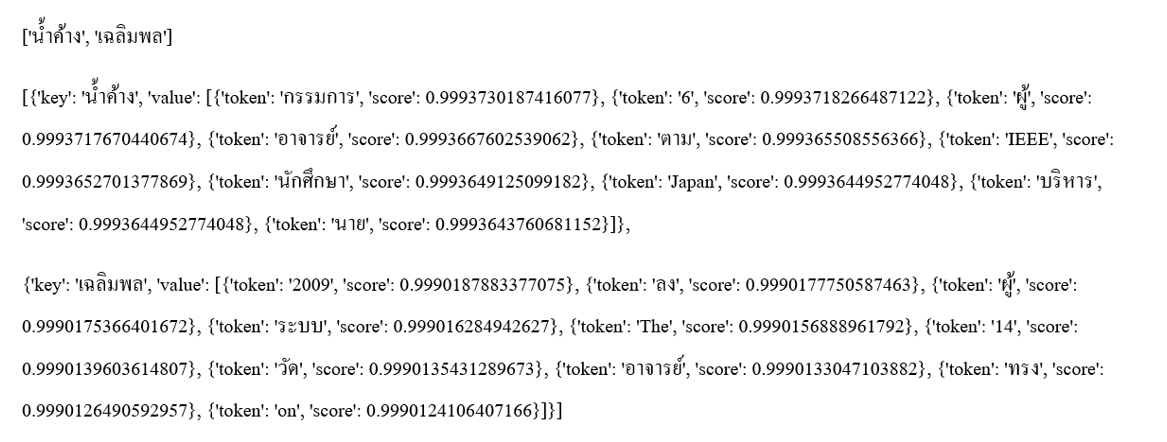 ['น้ำค้าง', 'เฉลิมพล']
[{'key': 'น้ำค้าง', 'value': [{'token': 'กรรมการ', 'score': 0.9993730187416077}, {'token': '6', 'score': 0.9993718266487122}, {'token': 'ผู้', 'score':
0.9993717670440674}, {'token': 'อาจารย์', 'score': 0.9993667602539062}, {'token': 'ตาม', 'score': 0.999365508556366}, {'token': 'IEEE', 'score':
0.9993652701377869}, {'token': 'นักศึกษา', 'score': 0.9993649125099182}, {'token': 'Japan', 'score': 0.9993644952774048}, {'token': 'บริหาร',
'score': 0.9993644952774048}, {'token': 'นาย', 'score': 0.9993643760681152}]},
{'key': 'เฉลิมพล', 'value': [{'token': '2009', 'score': 0.9990187883377075}, {'token': 'ลง', 'score': 0.9990177750587463}, {'token': 'ผู้', 'score':
0.9990175366401672}, {'token': 'ระบบ', 'score': 0.999016284942627}, {'token': 'The', 'score': 0.9990156888961792}, {'token': '14', 'score':
0.9990139603614807}, {'token': 'วัด', 'score': 0.9990135431289673}, {'token': 'อาจารย์', 'score': 0.9990133047103882}, {'token': 'ทรง', 'score':
0.9990126490592957}, {'token': 'on', 'score': 0.9990124106407166}]}]